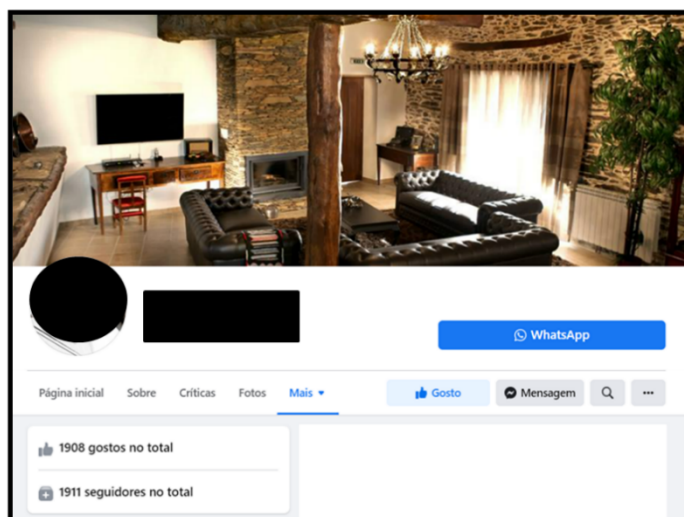 WhatsApp
Página inicial Sobre Críticas Fotos Mais Gosto Mensagem
1908 gostos no total
1911 seguidores no total